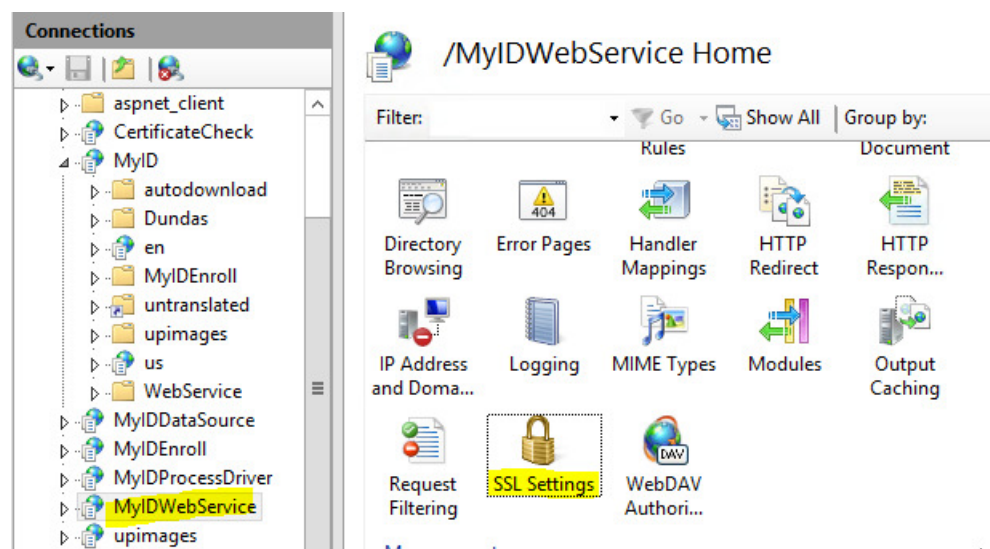 Connections
aspnet_client
CertificateCheck
MyID
autodownload
Dundas
en
MyIDEnroll
untranslated
upimages
us
WebService
MyIDDataSource
MyIDEnroll
MyIDProcessDriver
MyIDWebService
upimages
/MyIDWebService Home
Filter: Go Show All Group by:
Rules Document
404
Directory Error Pages Handler HTTP HTTP
Browsing Mappings Redirect Respon...
IP Address Logging MIME Types Modules Output
and Doma... Caching
DAV
Request SSL Settings WebDAV
Filtering Authori...